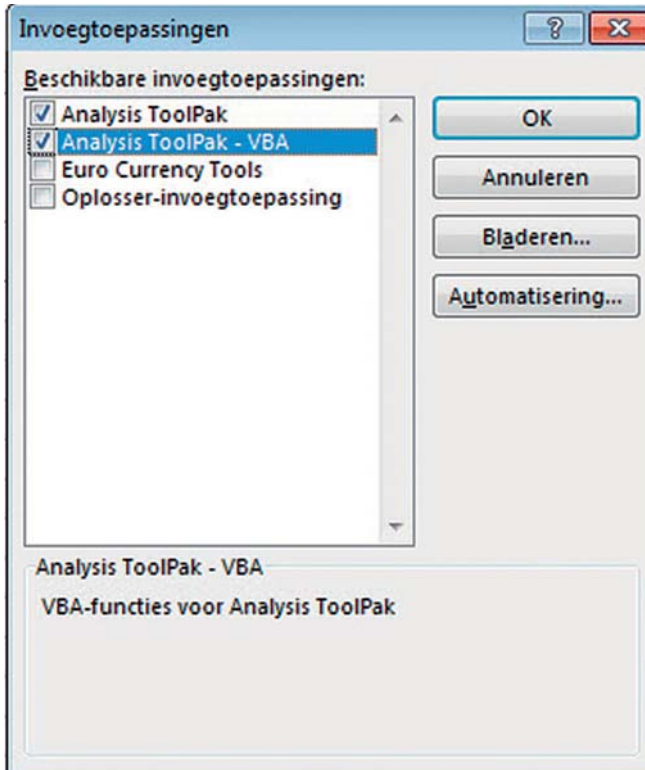 Invoegtoepassingen
Beschikbare invoegtoepassingen:
Analysis ToolPak
Analysis ToolPak - VBA
Euro Currency Tools
Oplosser-invoegtoepassing
OK
Annuleren
Bladeren...
Automatisering...
Analysis ToolPak - VBA
VBA-functies voor Analysis ToolPak